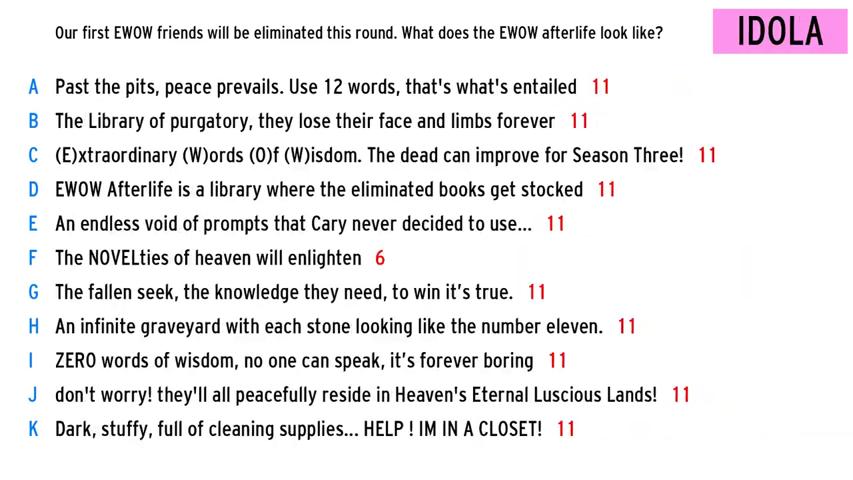 Our first EWOW friends will be eliminated this round. What does the EWOW afterlife look like?
IDOLA
A Past the pits, peace prevails. Use 12 words, that's what's entailed 11
B The Library of purgatory, they lose their face and limbs forever 11
C (E)xtraordinary (W)ords (O)f (W)isdom. The dead can improve for Season Three! 11
D EWOW Afterlife is a library where the eliminated books get stocked 11
E An endless void of prompts that Cary never decided to use... 11
F The NOVELties of heaven will enlighten 6
G The fallen seek, the knowledge they need, to win it’s true. 11
H An infinite graveyard with each stone looking like the number eleven. 11
I ZERO words of wisdom, no one can speak, it’s forever boring 11
J don't worry! they'll all peacefully reside in Heaven's Eternal Luscious Lands! 11
K Dark, stuffy, full of cleaning supplies... HELP ! IM IN A CLOSET! 11